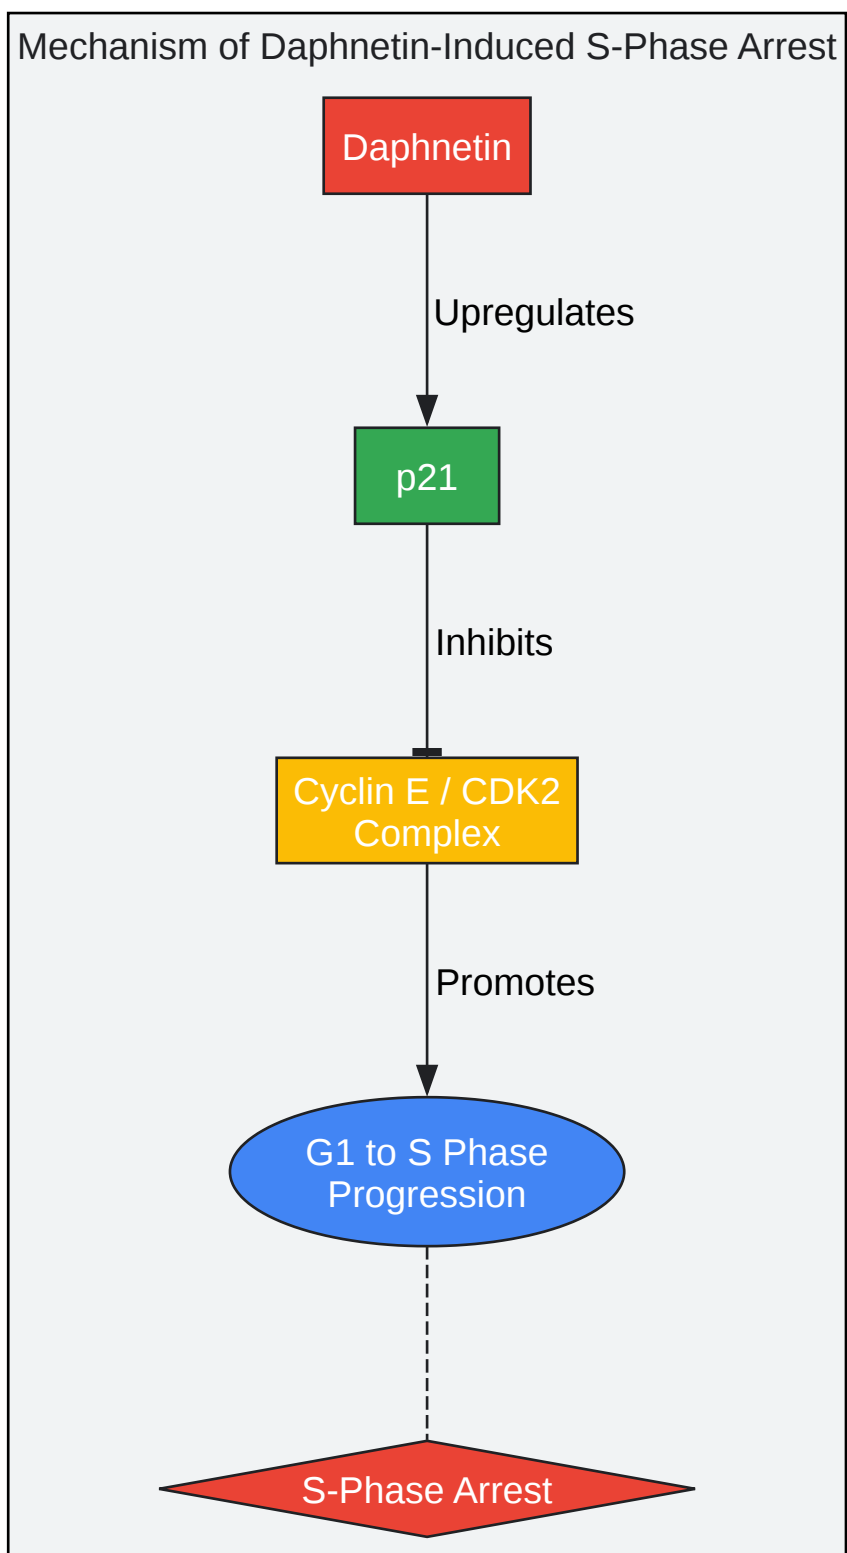 Mechanism of Daphnetin-Induced S-Phase Arrest
Daphnetin
Upregulates
p21
Inhibits
Cyclin E / CDK2
Complex
Promotes
G1 to S Phase
Progression
S-Phase Arrest